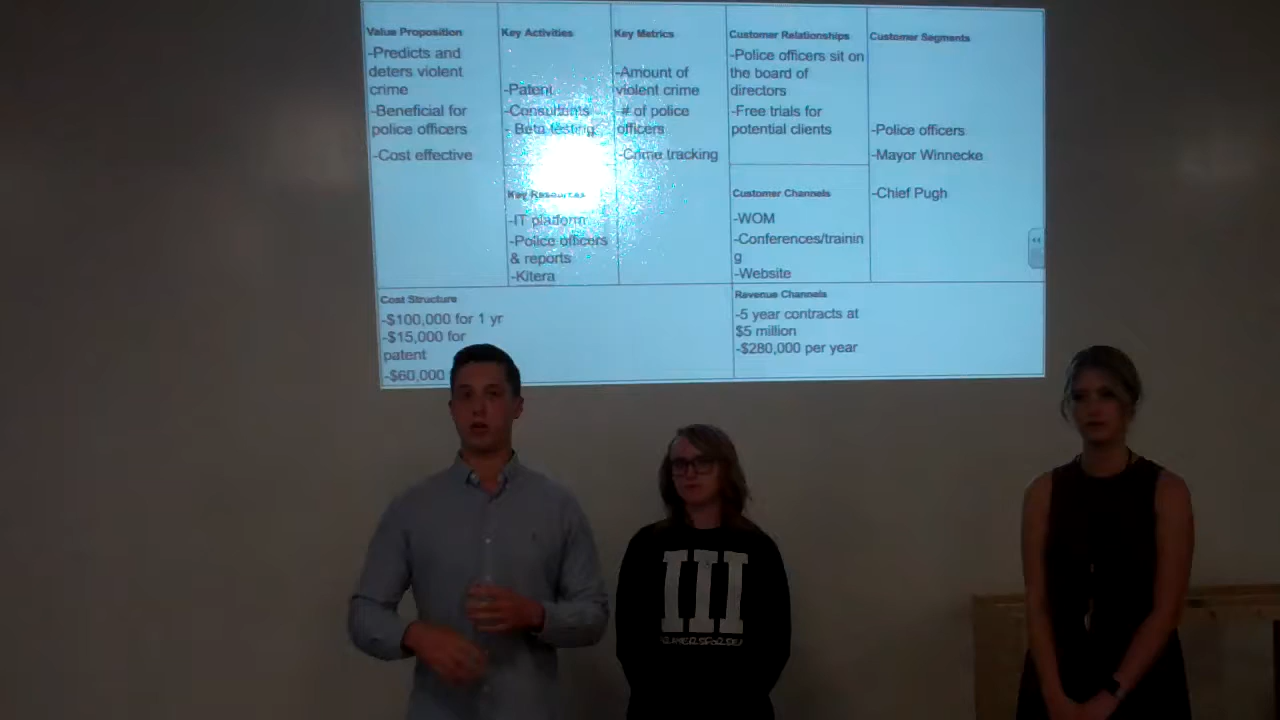 Value Proposition
-Predicts and
deters violent
crime
-Beneficial for
police officers
-Cost effective
Key Activities
-Patent
-Consultants
- Beta testing
Key Resources
-IT platform
-Police officers
& reports
-Kitera
Key Metrics
-Amount of
violent crime
-# of police
officers
-Crime tracking
Customer Relationships
-Police officers sit on
the board of
directors
-Free trials for
potential clients
Customer Channels
-WOM
-Conferences/trainin
g
-Website
Customer Segments
-Police officers
-Mayor Winnecke
-Chief Pugh
Cost Structure
-$100,000 for 1 yr
-$15,000 for
patent
-$60,000
Revenue Channels
-5 year contracts at
$5 million
-$280,000 per year
III